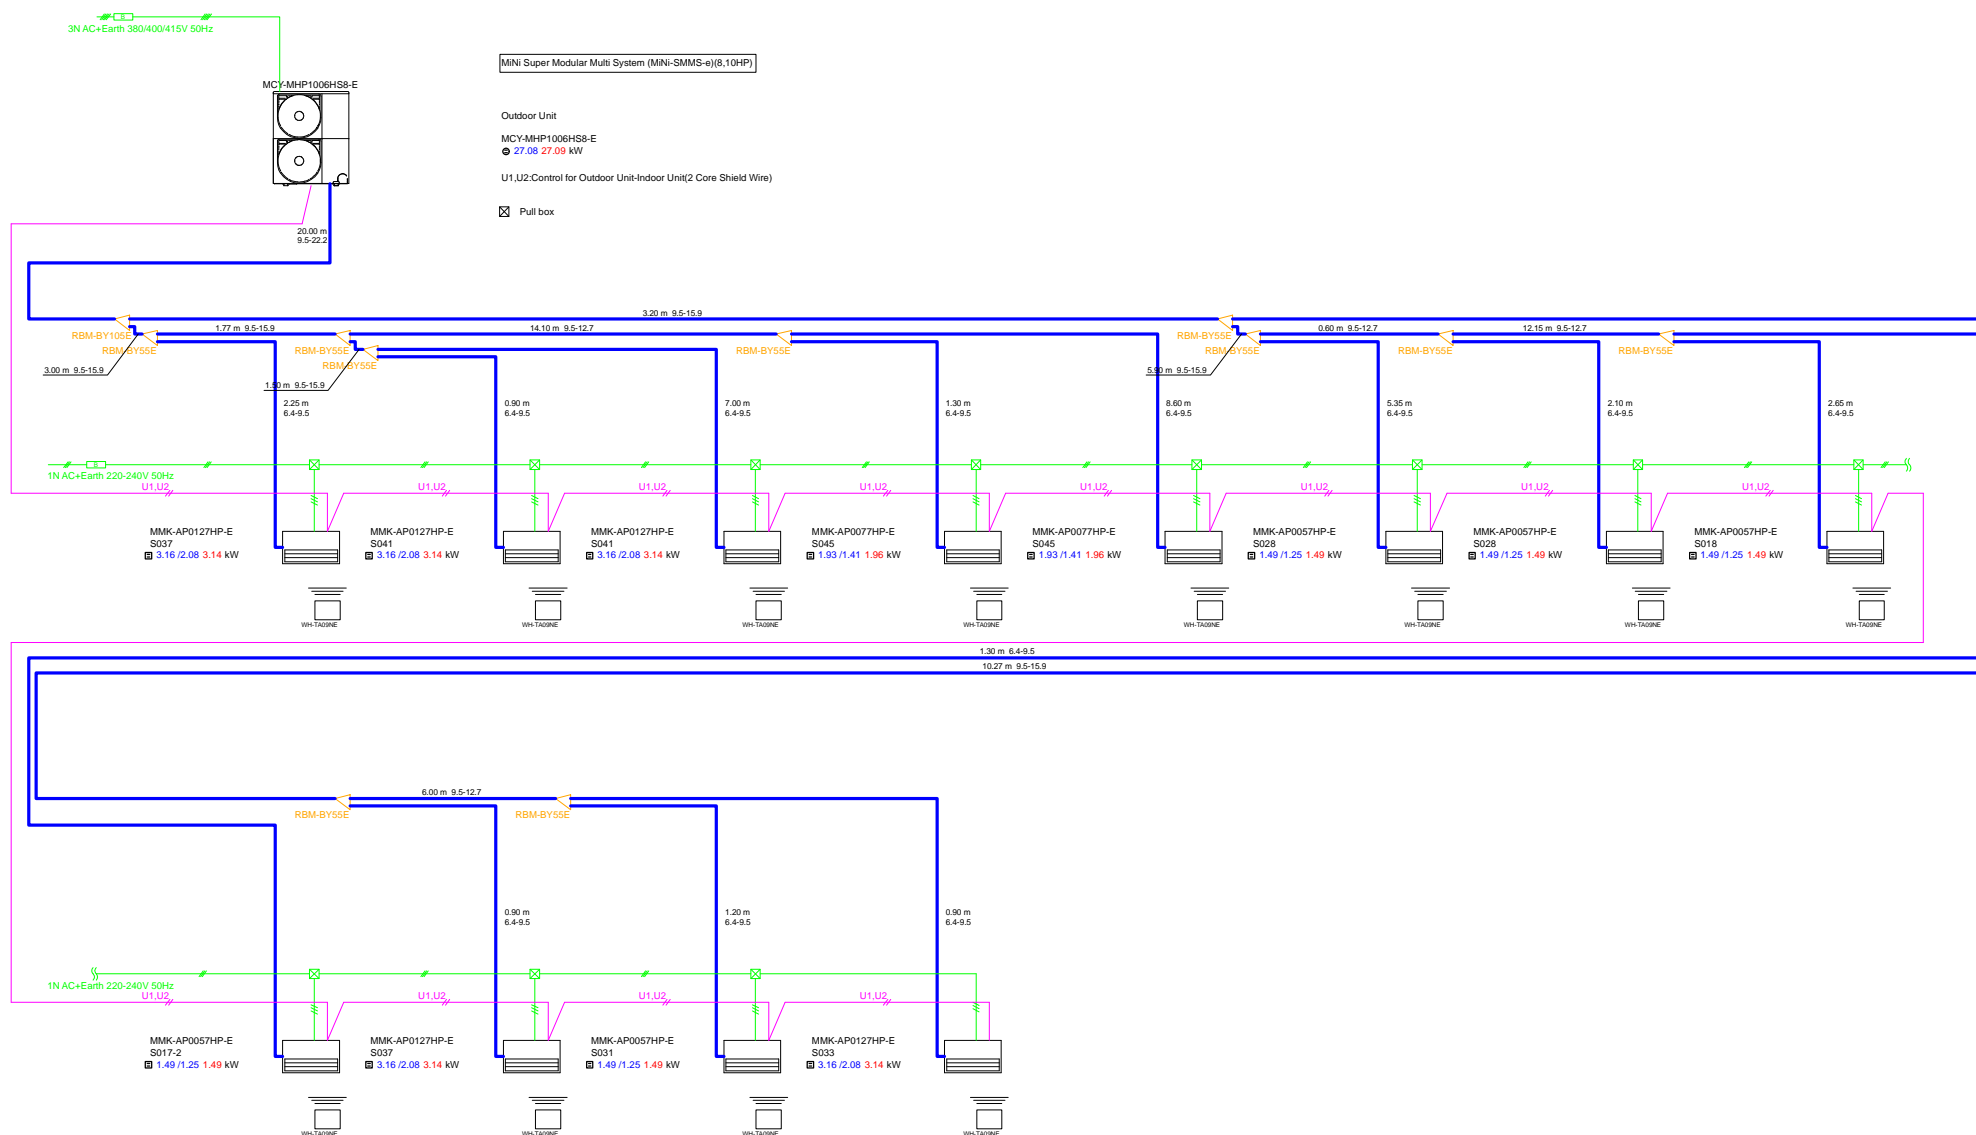 3N AC+Earth 380/400/415V 50Hz
MiNi Super Modular Multi System (MiNi-SMMS-e)(8,10HP)
MCY-MHP1006HS8-E
Outdoor Unit
MCY-MHP1006HS8-E
27.08 27.09 kW
U1,U2:Control for Outdoor Unit-Indoor Unit(2 Core Shield Wire)
Pull box
20.00 m
9.5-22.2
3.20 m 9.5-15.9
RBM-BY105E
RBM-BY55E
1.77 m 9.5-15.9
RBM-BY55E
RBM-BY55E
14.10 m 9.5-12.7
RBM-BY55E
RBM-BY55E
RBM-BY55E
0.60 m 9.5-12.7
RBM-BY55E
12.15 m 9.5-12.7
RBM-BY55E
3.00 m 9.5-15.9
1.50 m 9.5-15.9
5.90 m 9.5-15.9
2.25 m
6.4-9.5
0.90 m
6.4-9.5
7.00 m
6.4-9.5
1.30 m
6.4-9.5
8.60 m
6.4-9.5
5.35 m
6.4-9.5
2.10 m
6.4-9.5
2.65 m
6.4-9.5
1N AC+Earth 220-240V 50Hz
U1,U2
U1,U2
U1,U2
U1,U2
U1,U2
U1,U2
U1,U2
U1,U2
MMK-AP0127HP-E
S037
3.16 /2.08 3.14 kW
MMK-AP0127HP-E
S041
3.16 /2.08 3.14 kW
MMK-AP0127HP-E
S041
3.16 /2.08 3.14 kW
MMK-AP0077HP-E
S045
1.93 /1.41 1.96 kW
MMK-AP0077HP-E
S045
1.93 /1.41 1.96 kW
MMK-AP0057HP-E
S028
1.49 /1.25 1.49 kW
MMK-AP0057HP-E
S028
1.49 /1.25 1.49 kW
MMK-AP0057HP-E
S018
1.49 /1.25 1.49 kW
WH-TA09NE
WH-TA09NE
WH-TA09NE
WH-TA09NE
WH-TA09NE
WH-TA09NE
WH-TA09NE
WH-TA09NE
1.30 m 6.4-9.5
10.27 m 9.5-15.9
RBM-BY55E
6.00 m 9.5-12.7
RBM-BY55E
0.90 m
6.4-9.5
1.20 m
6.4-9.5
0.90 m
6.4-9.5
1N AC+Earth 220-240V 50Hz
U1,U2
U1,U2
U1,U2
U1,U2
MMK-AP0057HP-E
S017-2
1.49 /1.25 1.49 kW
MMK-AP0127HP-E
S037
3.16 /2.08 3.14 kW
MMK-AP0057HP-E
S031
1.49 /1.25 1.49 kW
MMK-AP0127HP-E
S033
3.16 /2.08 3.14 kW
WH-TA09NE
WH-TA09NE
WH-TA09NE
WH-TA09NE